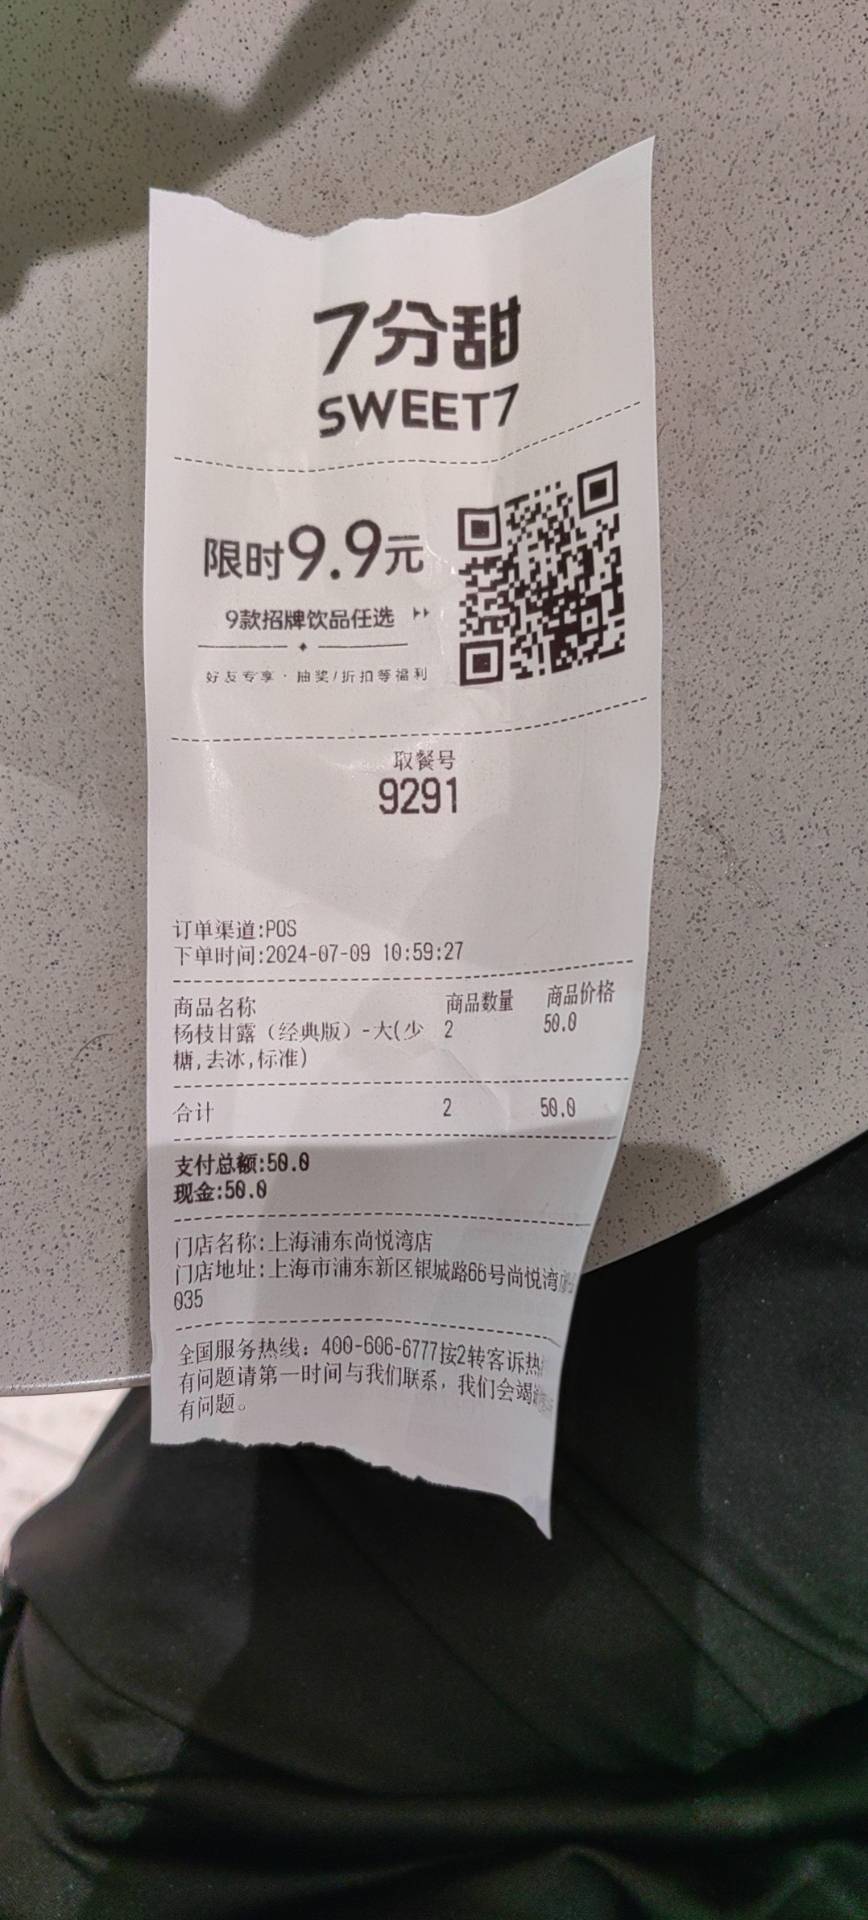 7分甜
SWEET7
限时9.9元
9款招牌饮品任选
好友专享·抽奖/折扣等福利
取餐号
9291
订单渠道:POS
下单时间:2024-07-09 10:59:27
商品名称 商品数量 商品价格
杨枝甘露（经典版）-大(少 2 50.0
糖,去冰,标准)
合计 2 50.0
支付总额:50.0
现金:50.0
门店名称:上海浦东尚悦湾店
门店地址:上海市浦东新区银城路66号尚悦湾
035
全国服务热线：400-606-6777按2转客诉热
有问题请第一时间与我们联系，我们会竭
有问题。